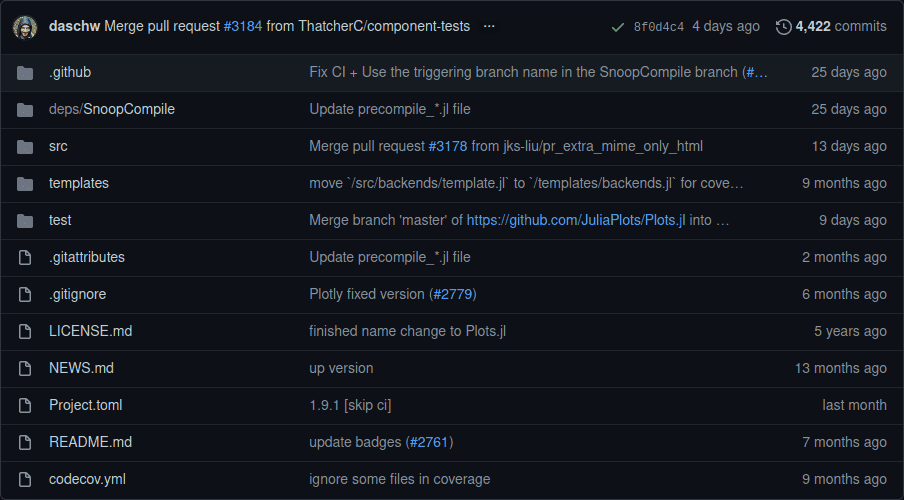 daschw Merge pull request #3184 from ThatcherC/component-tests ... 8f0d4c4 4 days ago 4,422 commits
.github Fix CI + Use the triggering branch name in the SnoopCompile branch (#... 25 days ago
deps/SnoopCompile Update precompile_*.jl file 25 days ago
src Merge pull request #3178 from jks-liu/pr_extra_mime_only_html 13 days ago
templates move `/src/backends/template.jl` to `/templates/backends.jl` for cove... 9 months ago
test Merge branch 'master' of https://github.com/JuliaPlots/Plots.jl into ... 9 days ago
.gitattributes Update precompile_*.jl file 2 months ago
.gitignore Plotly fixed version (#2779) 6 months ago
LICENSE.md finished name change to Plots.jl 5 years ago
NEWS.md up version 13 months ago
Project.toml 1.9.1 [skip ci] last month
README.md update badges (#2761) 7 months ago
codecov.yml ignore some files in coverage 9 months ago